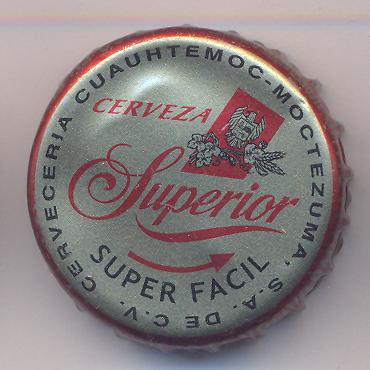 CERVECERIA CUAUHTEMOC-MOCTEZUMA, S.A. DE C.V.
CERVEZA
Superior
SUPER FACIL